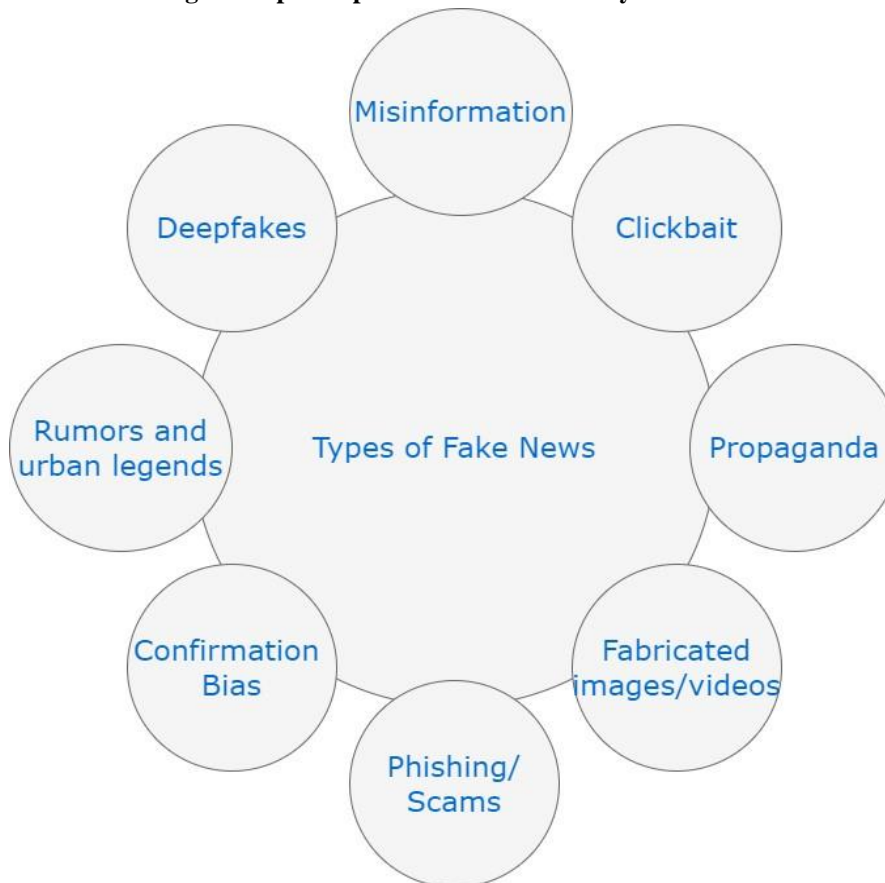 Misinformation
Deepfakes
Clickbait
Rumors and
urban legends
Types of Fake News
Propaganda
Confirmation
Bias
Fabricated
images/videos
Phishing/
Scams